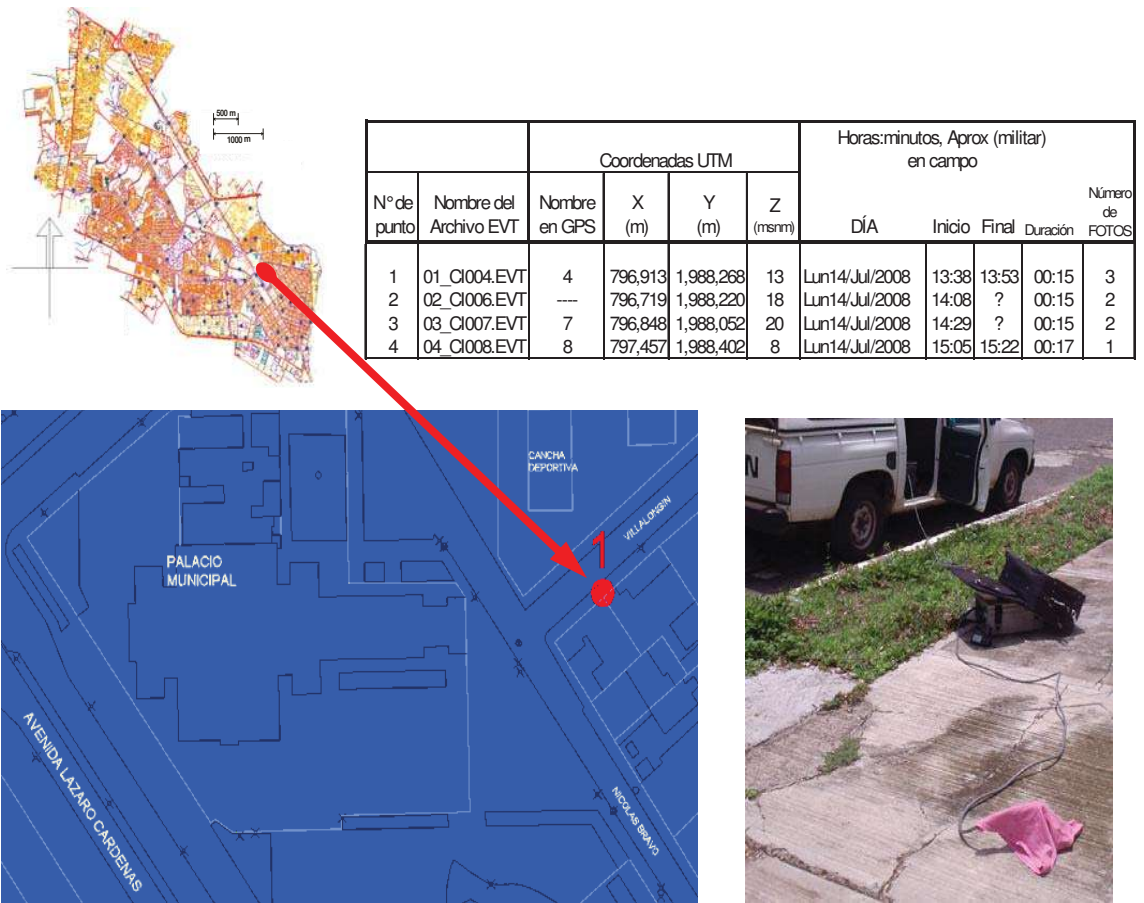 500 m
1000 m
Coordenadas UTM
Horas:minutos, Aprox (militar)
en campo
N° de punto Nombre del Archivo EVT Nombre en GPS X (m) Y (m) Z (msnm) DÍA Inicio Final Duración Número de FOTOS
1 01_CI004.EVT 4 796,913 1,988,268 13 Lun14/Jul/2008 13:38 13:53 00:15 3
2 02_CI006.EVT ---- 796,719 1,988,220 18 Lun14/Jul/2008 14:08 ? 00:15 2
3 03_CI007.EVT 7 796,848 1,988,052 20 Lun14/Jul/2008 14:29 ? 00:15 2
4 04_CI008.EVT 8 797,457 1,988,402 8 Lun14/Jul/2008 15:05 15:22 00:17 1
CANCHA
DEPORTIVA
VILLALONGIN
1
PALACIO
MUNICIPAL
AVENIDA LAZARO CARDENAS
NICOLAS BRAVO
N